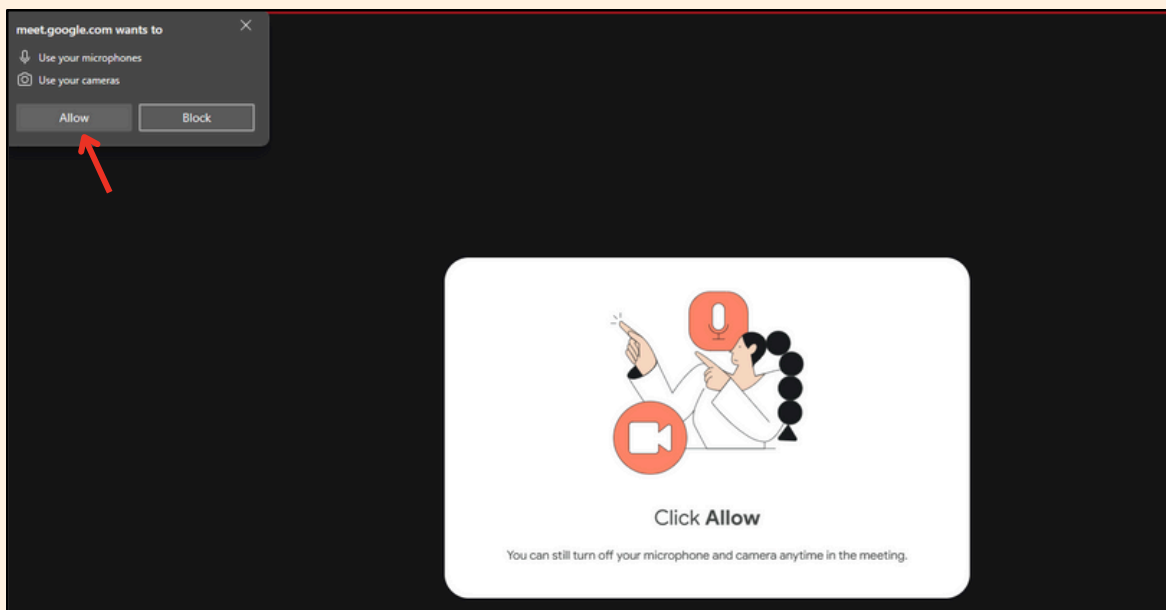 meet.google.com wants to
Use your microphones
Use your cameras
Allow
Block
Click Allow
You can still turn off your microphone and camera anytime in the meeting.